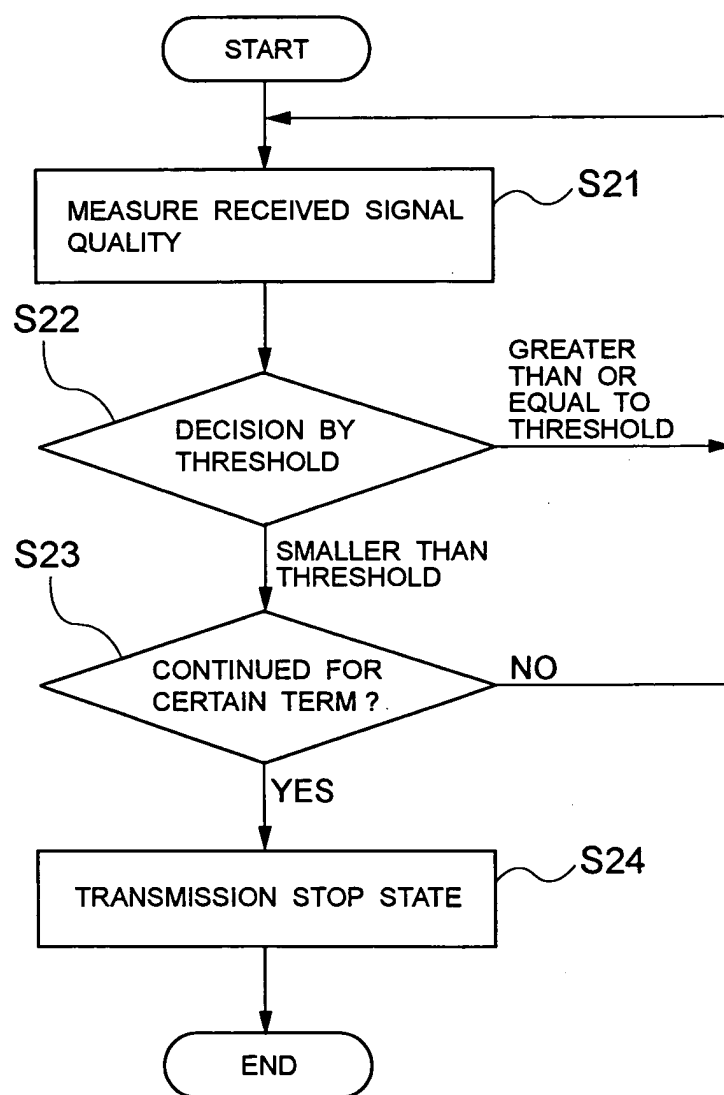 START
S21
MEASURE RECEIVED SIGNAL
QUALITY
S22
DECISION BY
THRESHOLD
GREATER
THAN OR
EQUAL TO
THRESHOLD
SMALLER THAN
THRESHOLD
S23
CONTINUED FOR
CERTAIN TERM ?
NO
YES
S24
TRANSMISSION STOP STATE
END